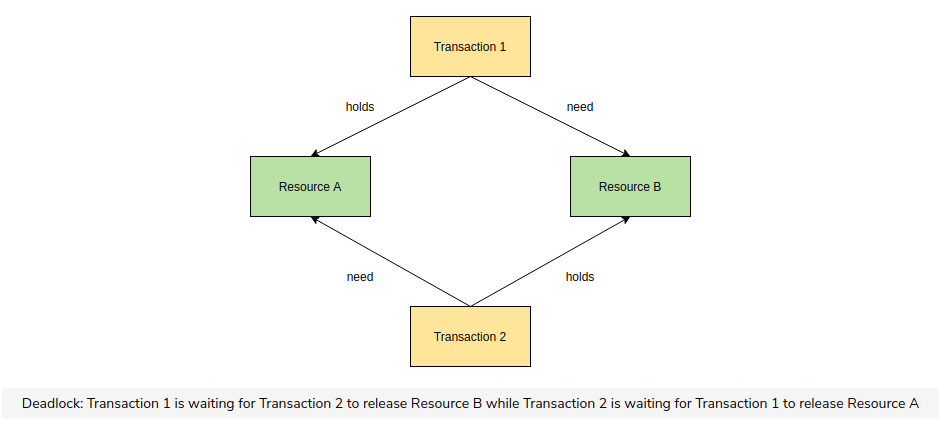 Transaction 1
holds
need
Resource A
Resource B
need
holds
Transaction 2
Deadlock: Transaction 1 is waiting for Transaction 2 to release Resource B while Transaction 2 is waiting for Transaction 1 to release Resource A